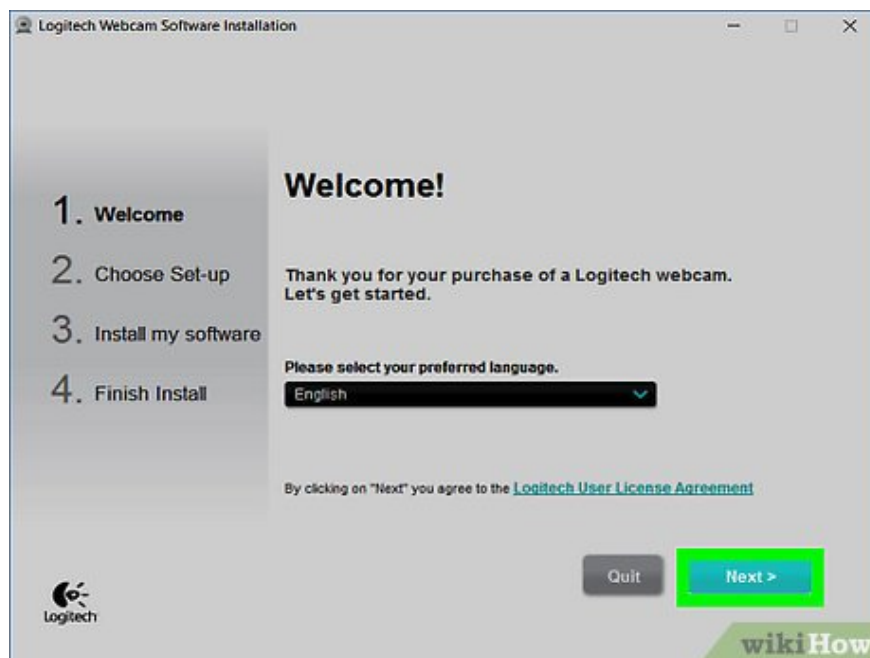 Logitech Webcam Software Installation
Welcome!
1. Welcome
2. Choose Set-up
3. Install my software
4. Finish Install
Thank you for your purchase of a Logitech webcam.
Let's get started.
Please select your preferred language.
English
By clicking on "Next" you agree to the Logitech User License Agreement
Quit
Next >
Logitech
wikiHow